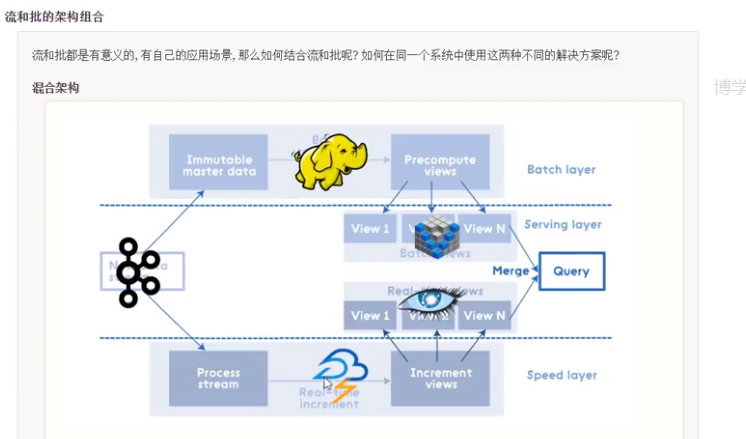 流和批的架构组合
流和批都是有意义的, 有自己的应用场景, 那么如何结合流和批呢? 如何在同一个系统中使用这两种不同的解决方案呢?
混合架构
博学
Immutable
master data
Precompute
views
Batch layer
View 1
View N
Serving layer
views
Merge
Query
views
View 1
View N
Process
stream
Real-time
increment
Increment
views
Speed layer